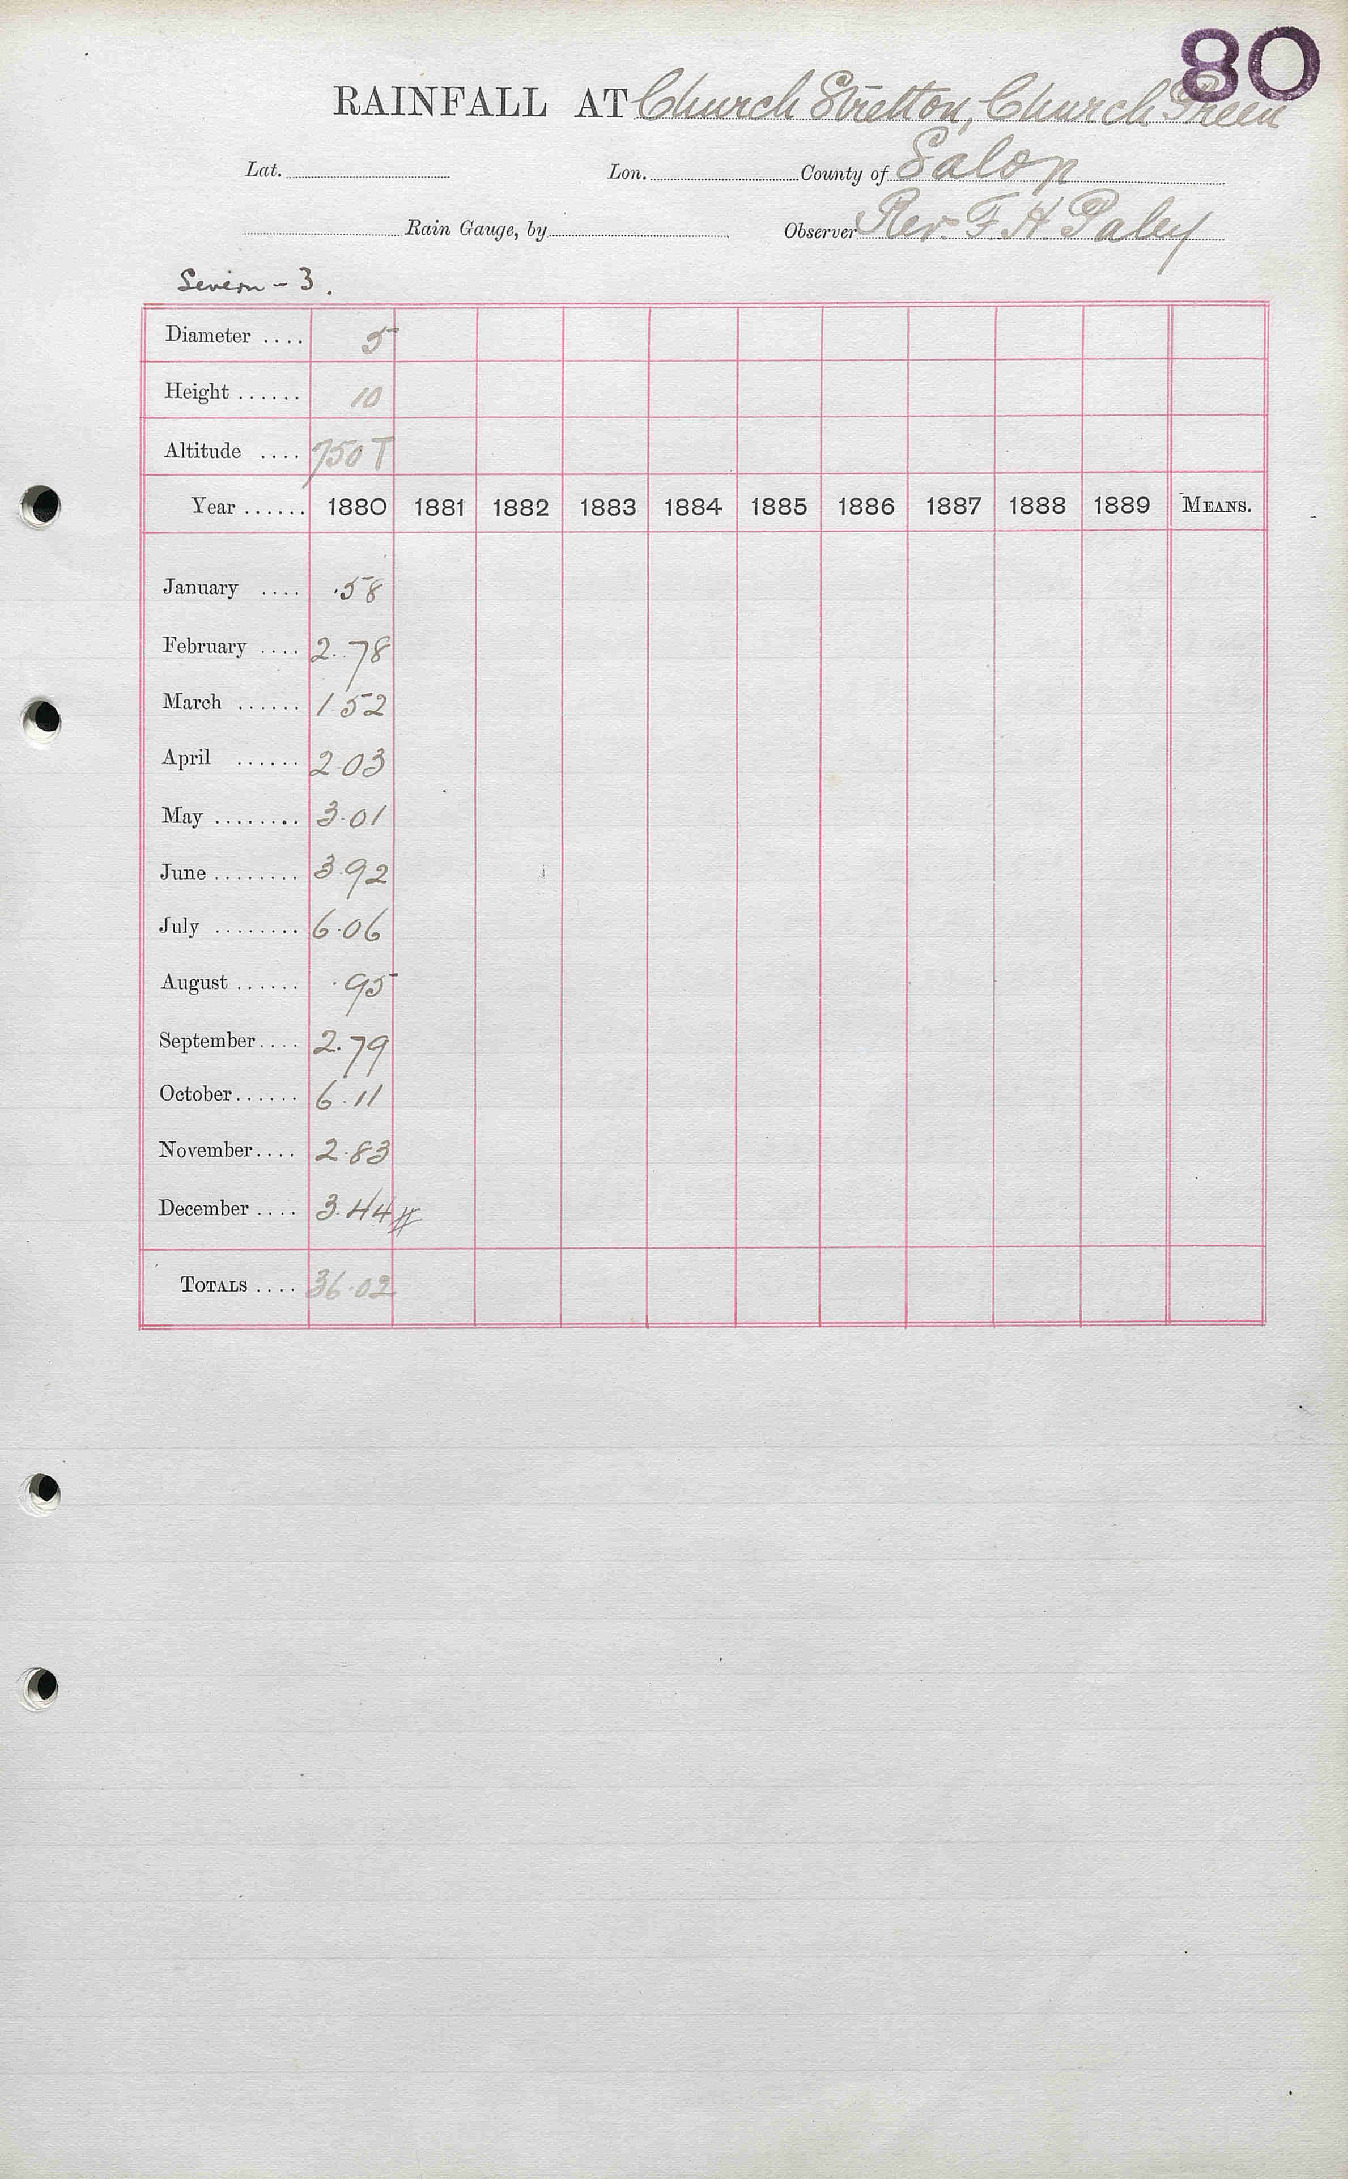 80
RAINFALL AT Church Stretton, Church Preen
Lat. Lon. County of Salop
Rain Gauge, by Observer Rev. F. H. Paley
Severn - 3.
Diameter .... 5
Height ...... 10
Altitude .... 750 T
Year ...... 1880 1881 1882 1883 1884 1885 1886 1887 1888 1889 MEANS.
January .... .58
February .... 2.78
March ...... 1.52
April ...... 2.03
May ........ 3.01
June ........ 3.92
July ........ 6.06
August ...... .95
September.... 2.79
October...... 6.11
November.... 2.83
December .... 3.44 #
TOTALS .... 36.02